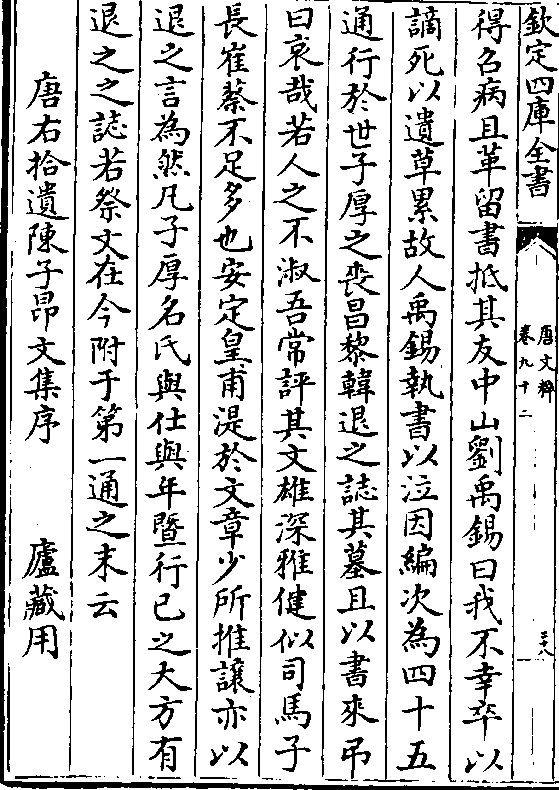 欽定四庫全書
唐文粹
卷九十二
三十八
得召病且革留書抵其友中山劉禹錫曰我不幸卒以
謫死以遺草累故人禹錫執書以泣因編次為四十五
通行於世子厚之喪昌黎韓退之誌其墓且以書來弔
曰哀哉若人之不淑吾常評其文雄深雅健似司馬子
長崔蔡不足多也安定皇甫湜於文章少所推讓亦以
退之言為然凡子厚名氏與仕與年暨行已之大方有
退之之誌若祭文在今附于第一通之末云
唐右拾遺陳子昂文集序 盧藏用